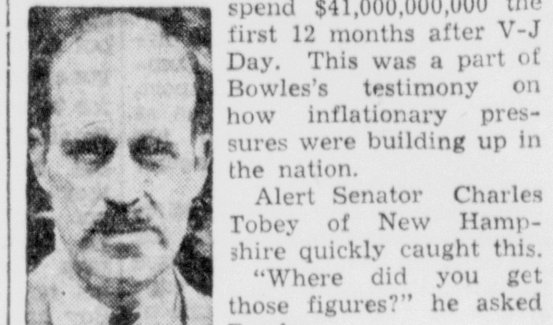 spend $41,000,000,000 the
first 12 months after V-J
Day. This was a part of
Bowles's testimony on
how inflationary pres-
sures were building up in
the nation.
Alert Senator Charles
Tobey of New Hamp-
shire quickly caught this.
"Where did you get
those figures?" he asked